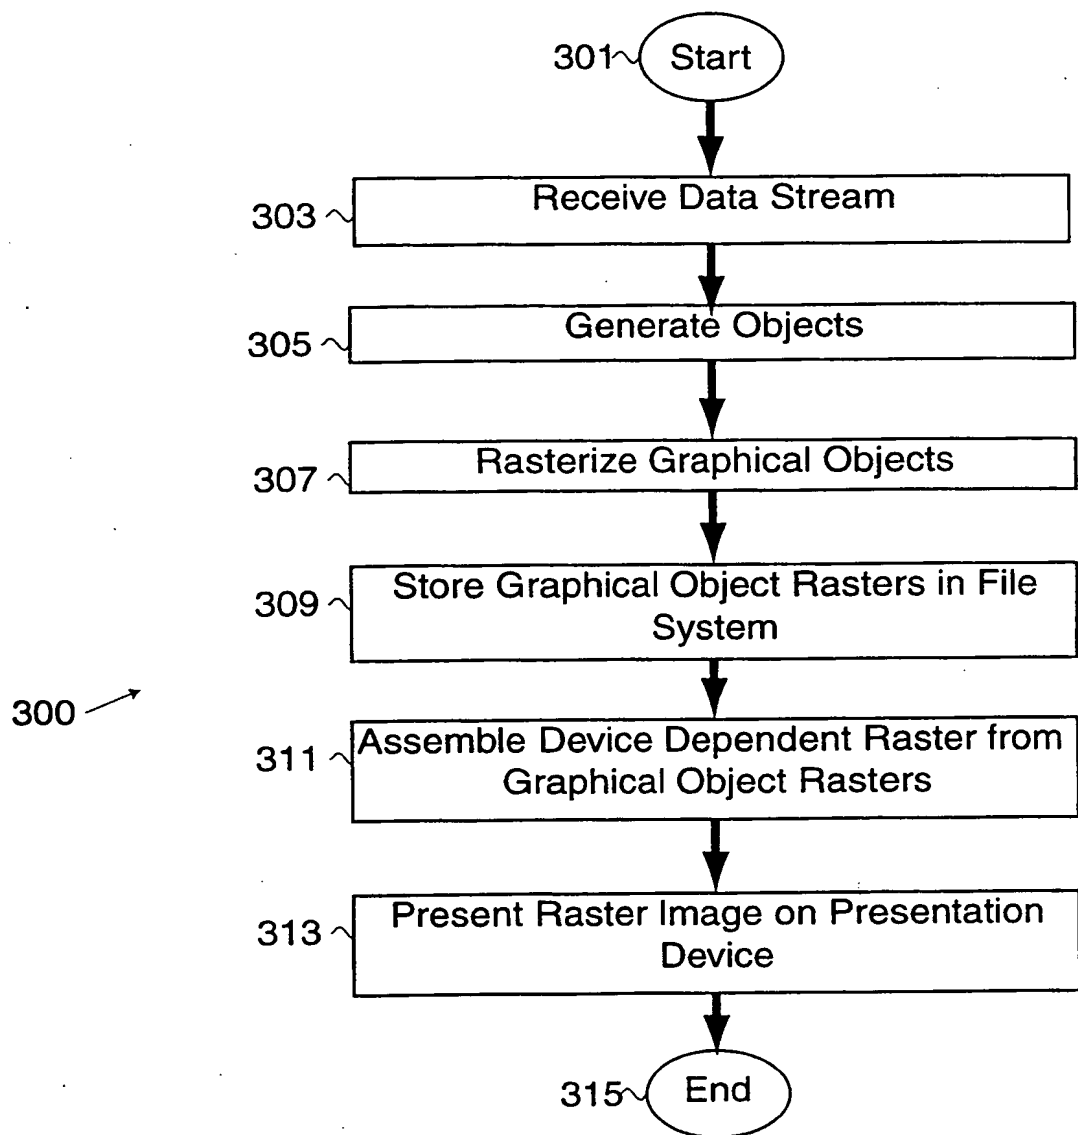 301 Start
303 Receive Data Stream
305 Generate Objects
307 Rasterize Graphical Objects
309 Store Graphical Object Rasters in File
System
300
311 Assemble Device Dependent Raster from
Graphical Object Rasters
313 Present Raster Image on Presentation
Device
315 End